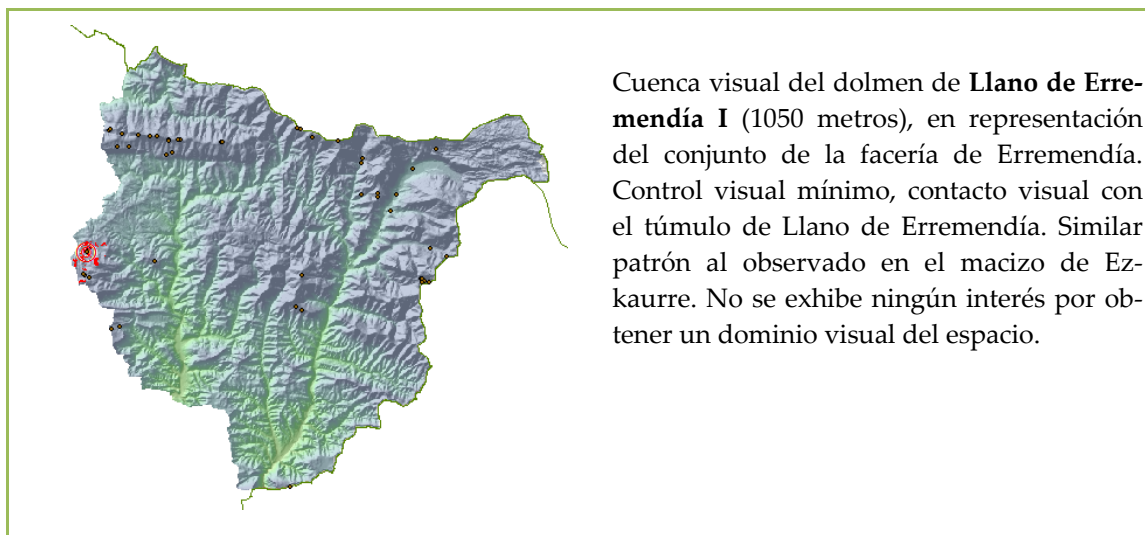 Cuenca visual del dolmen de Llano de Erre-
mendía I (1050 metros), en representación
del conjunto de la facería de Erremendía.
Control visual mínimo, contacto visual con
el túmulo de Llano de Erremendía. Similar
patrón al observado en el macizo de Ez-
kaurre. No se exhibe ningún interés por ob-
tener un dominio visual del espacio.